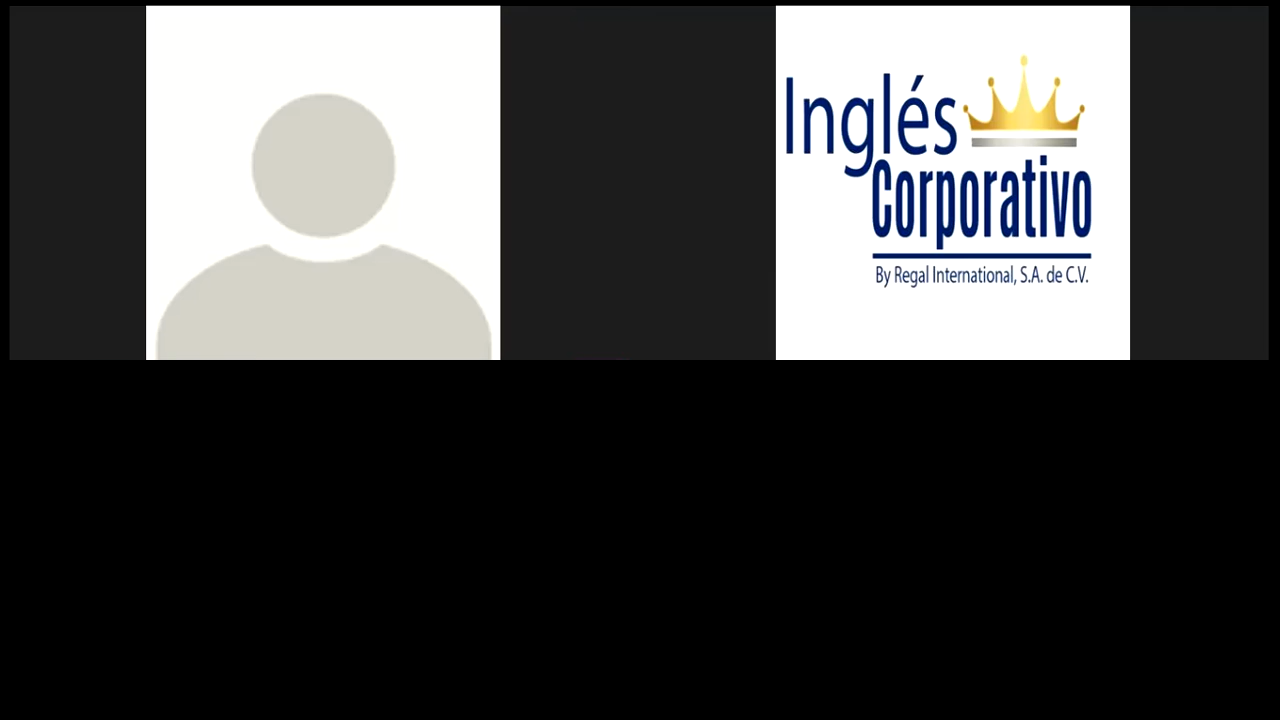 Inglés
Corporativo
By Regal International, S.A. de C.V.